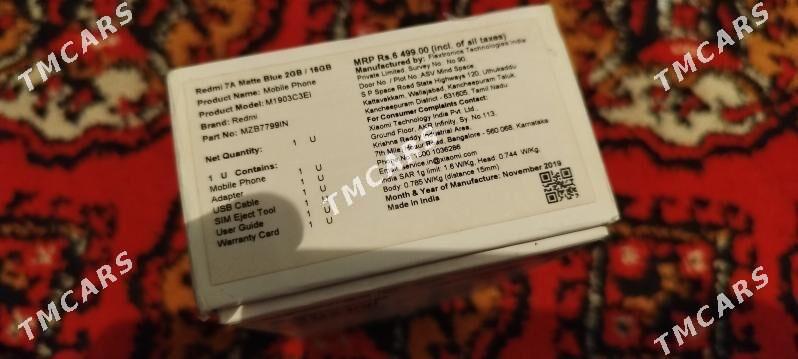 Redmi 7A Matte Blue 2GB / 16GB
Product Name: Mobile Phone
Product Model: M1903C3EI
Brand: Redmi
Part No: MZB7799IN
Net Quantity:
1 U
1 U Contains:
Mobile Phone 1 U
Adapter 1 U
USB Cable 1 U
SIM Eject Tool 1 U
User Guide 1 U
Warranty Card 1 U
MRP Rs.6 499.00 (incl. of all taxes)
Manufactured by: Flextronics Technologies India
Private Limited, Survey No. No 90,
Door No. / Plot No. ASV Mind Space,
S P Space Road State Highways 120, Uthukaddu
Kattavakkam, Wallajabad, Kancheepuram Taluk,
Kancheepuram District - 631605, Tamil Nadu
For Consumer Complaints Contact:
Xiaomi Technology India Pvt. Ltd.,
Ground Floor, AKR Infinity, Sy No.113,
Krishna Reddy Industrial Area,
7th Mile, Road, Bangalore - 560 068, Karnataka
1036286
service.in@xiaomi.com
India SAR 1g limit: 1.6 W/Kg, Head: 0.744 W/Kg,
Body: 0.785 W/Kg (distance 15mm)
Month & Year of Manufacture: November 2019
Made In India
TMCARS
TMCARS
TMCARS
TMCARS
TMCARS